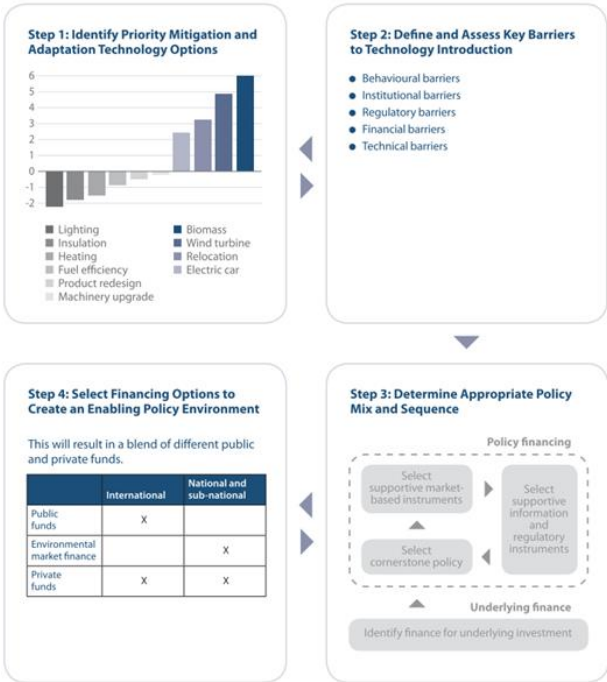 Step 1: Identify Priority Mitigation and
Adaptation Technology Options
6
5
4
3
2
1
0
-1
-2
Lighting
Insulation
Heating
Fuel efficiency
Product redesign
Machinery upgrade
Biomass
Wind turbine
Relocation
Electric car
Step 2: Define and Assess Key Barriers
to Technology Introduction
Behavioural barriers
Institutional barriers
Regulatory barriers
Financial barriers
Technical barriers
Step 3: Determine Appropriate Policy
Mix and Sequence
Policy financing
Select
supportive market-
based instruments
Select
supportive
information
and
regulatory
instruments
Select
cornerstone policy
Underlying finance
Identify finance for underlying investment
Step 4: Select Financing Options to
Create an Enabling Policy Environment
This will result in a blend of different public
and private funds.
International
National and
sub-national
Public
funds
X
Environmental
market finance
X
Private
funds
X X